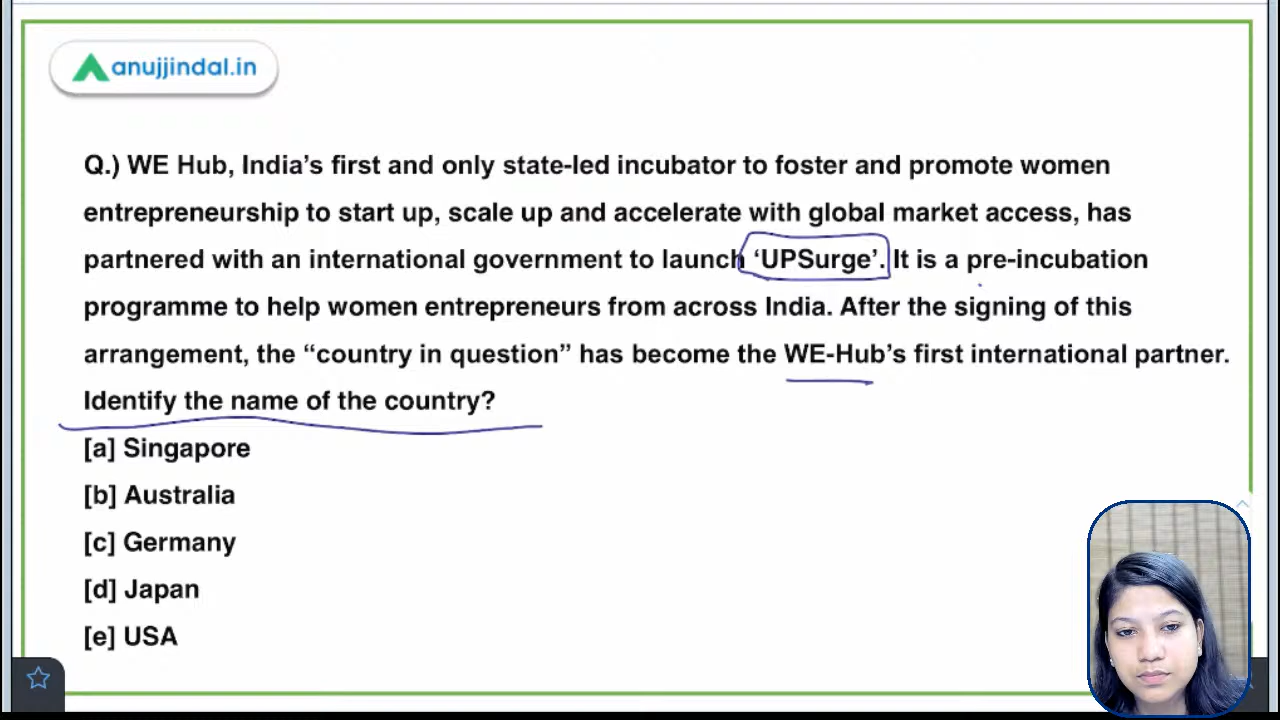 anujjindal.in
Q.) WE Hub, India’s first and only state-led incubator to foster and promote women
entrepreneurship to start up, scale up and accelerate with global market access, has
partnered with an international government to launch ‘UPSurge’. It is a pre-incubation
programme to help women entrepreneurs from across India. After the signing of this
arrangement, the “country in question” has become the WE-Hub’s first international partner.
Identify the name of the country?
[a] Singapore
[b] Australia
[c] Germany
[d] Japan
[e] USA